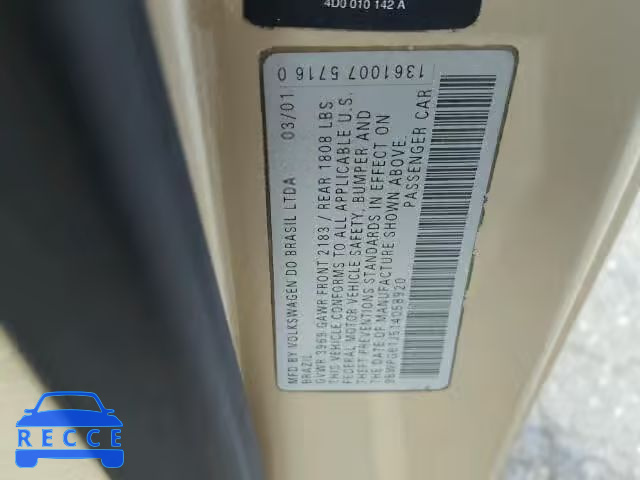 4D0 010 142 A
1361007 5716 0
MFD BY VOLKSWAGEN DO BRASIL LTDA 03/01
BRAZIL
GVWR 3969 GAWR FRONT 2183 / REAR 1808 LBS
THIS VEHICLE CONFORMS TO ALL APPLICABLE U.S.
FEDERAL MOTOR VEHICLE SAFETY, BUMPER AND
THEFT PREVENTIONS STANDARDS IN EFFECT ON
THE DATE OF MANUFACTURE SHOWN ABOVE.
PASSENGER CAR
RECCE